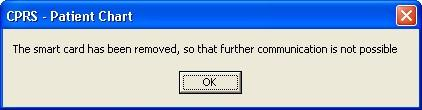 CPRS - Patient Chart
The smart card has been removed, so that further communication is not possible
OK